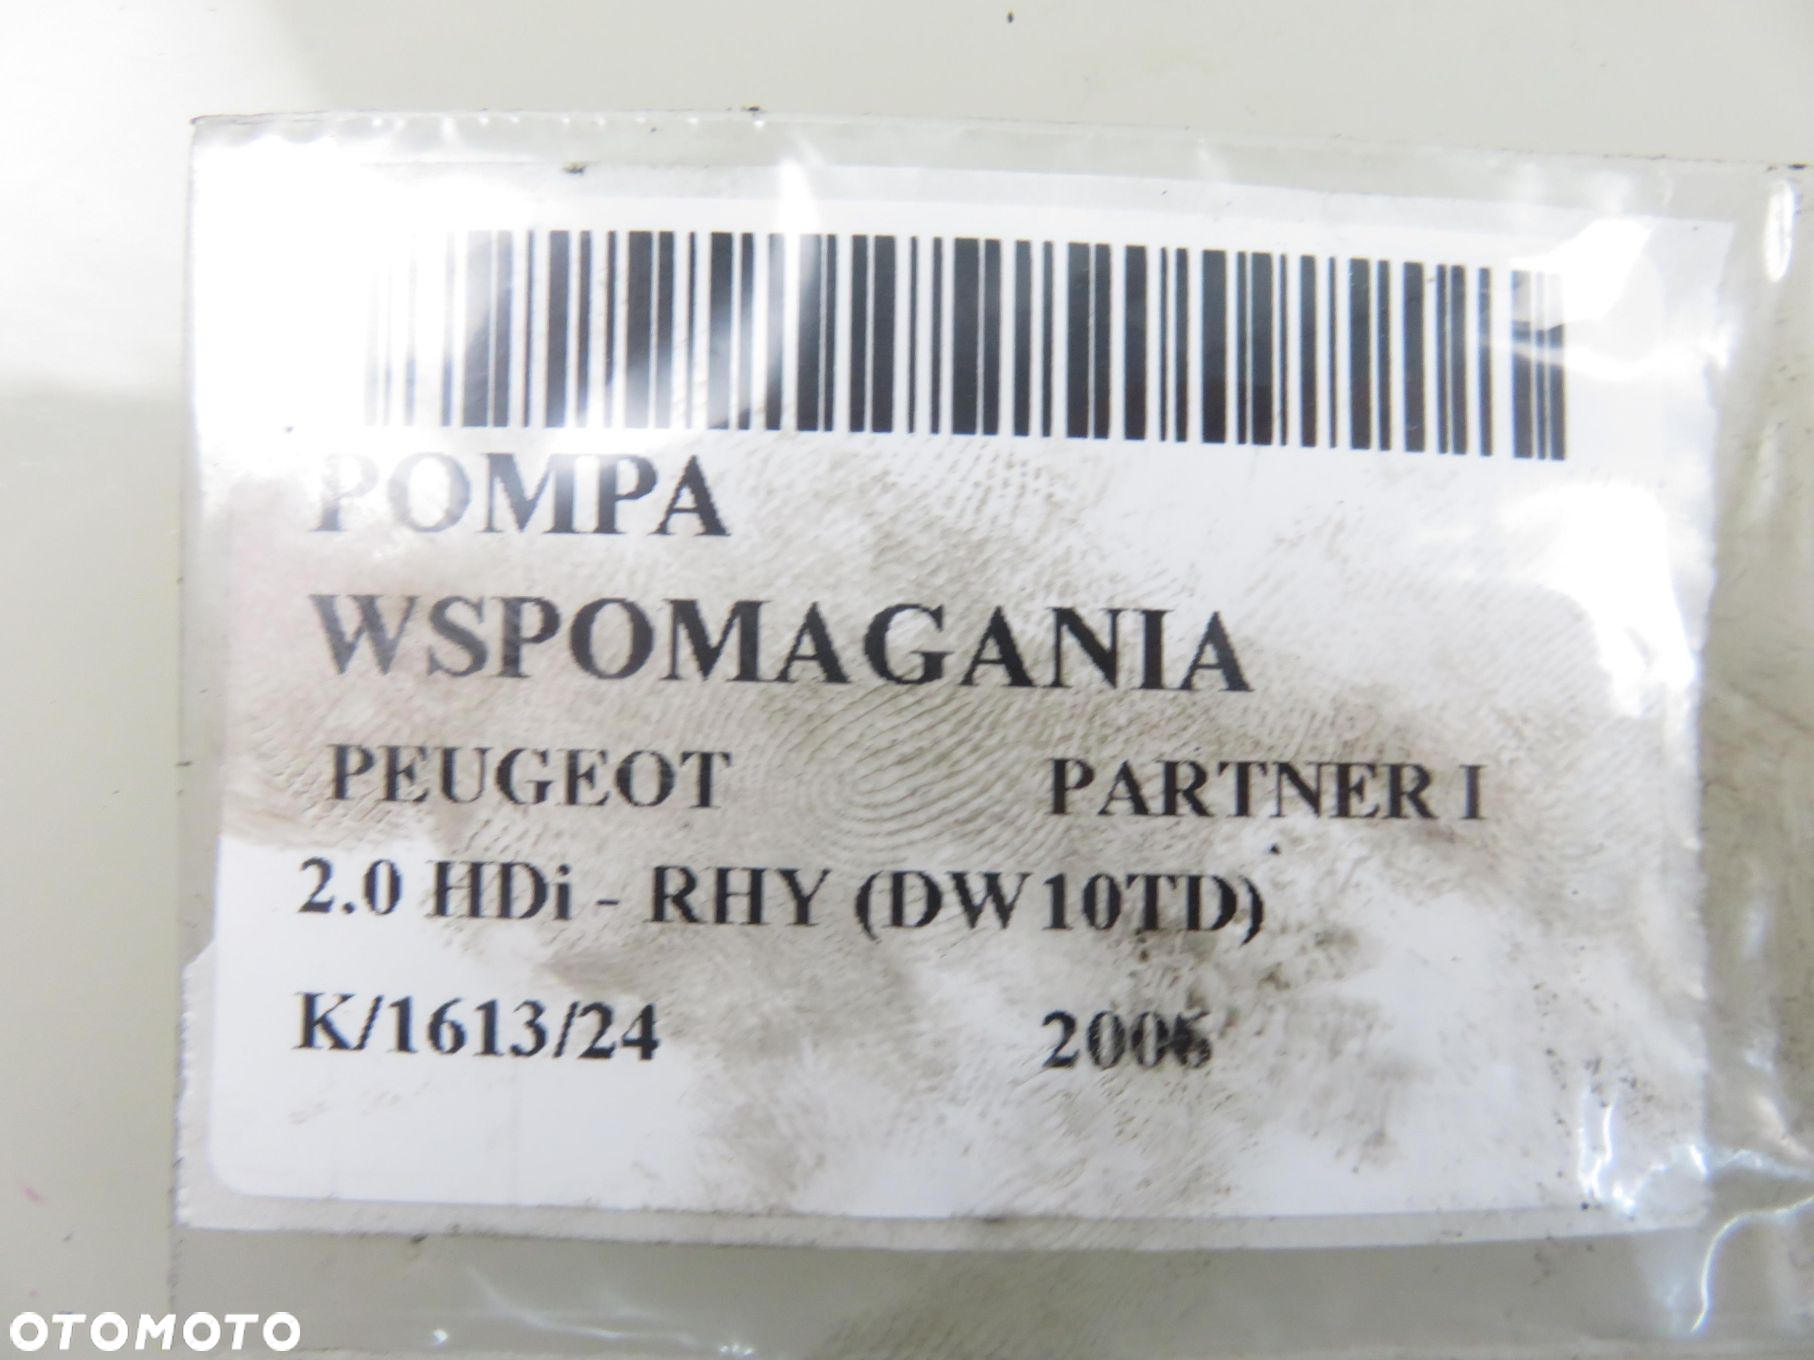 POMPA
WSPOMAGANIA
PEUGEOT PARTNER I
2.0 HDi - RHY (DW10TD)
K/1613/24 2006
OTOMOTO